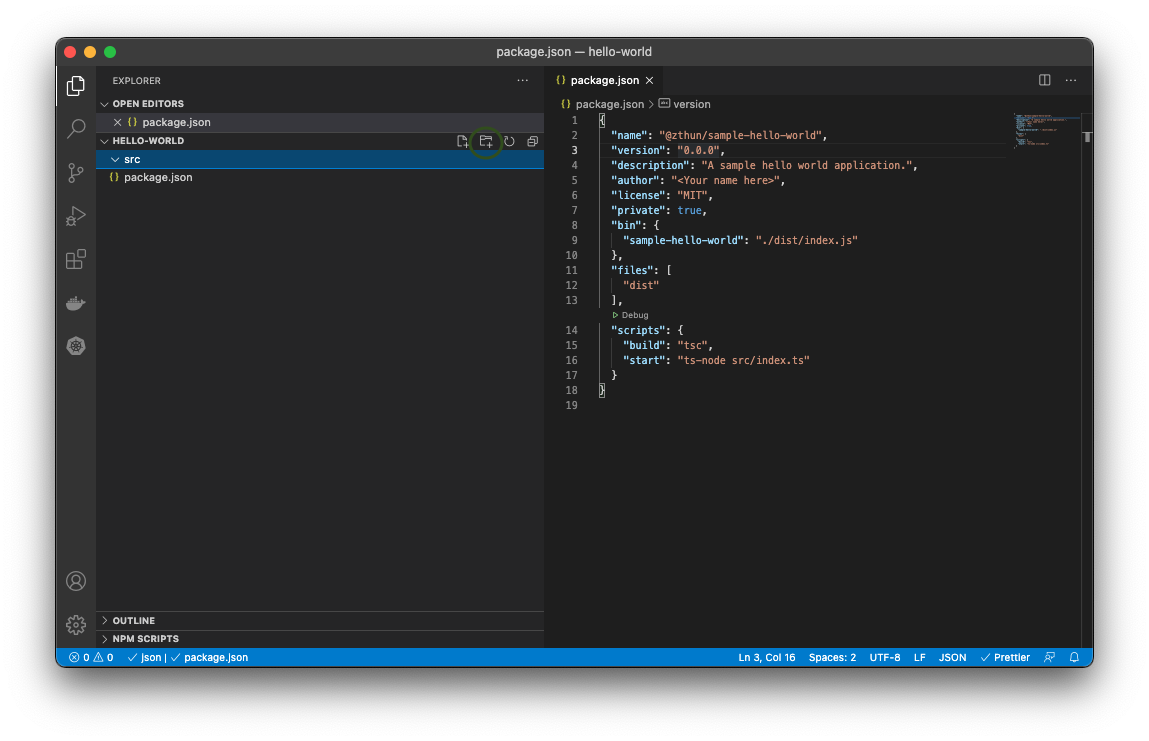 package.json — hello-world
EXPLORER
OPEN EDITORS
package.json
HELLO-WORLD
src
{} package.json
OUTLINE
NPM SCRIPTS
{} package.json
{} package.json > abc version
1 {
2 "name": "@zthun/sample-hello-world",
3 "version": "0.0.0",
4 "description": "A sample hello world application.",
5 "author": "<Your name here>",
6 "license": "MIT",
7 "private": true,
8 "bin": {
9 "sample-hello-world": "./dist/index.js"
10 },
11 "files": [
12 "dist"
13 ],
Debug
14 "scripts": {
15 "build": "tsc",
16 "start": "ts-node src/index.ts"
17 }
18 }
19
0 0 json | package.json Ln 3, Col 16 Spaces: 2 UTF-8 LF JSON Prettier